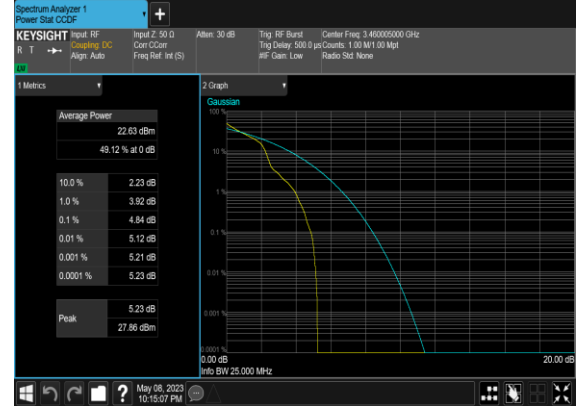 Spectrum Analyzer 1
Power Stat CCDF
KEYSIGHT
R T
LXI
Input: RF
Coupling: DC
Align: Auto
Input Z: 50 Ω
Corr CCorr
Freq Ref: Int (S)
Atten: 30 dB
Trig: RF Burst
Trig Delay: 500.0 µs
#IF Gain: Low
Center Freq: 3.460005000 GHz
Counts: 1.00 M/1.00 Mpt
Radio Std: None
1 Metrics
Average Power
22.63 dBm
49.12 % at 0 dB
10.0 % 2.23 dB
1.0 % 3.92 dB
0.1 % 4.84 dB
0.01 % 5.12 dB
0.001 % 5.21 dB
0.0001 % 5.23 dB
Peak
5.23 dB
27.86 dBm
2 Graph
Gaussian
100 %
10 %
1 %
0.1 %
0.01 %
0.001 %
0.0001 %
0.00 dB
20.00 dB
Info BW 25.000 MHz
May 08, 2023
10:15:07 PM